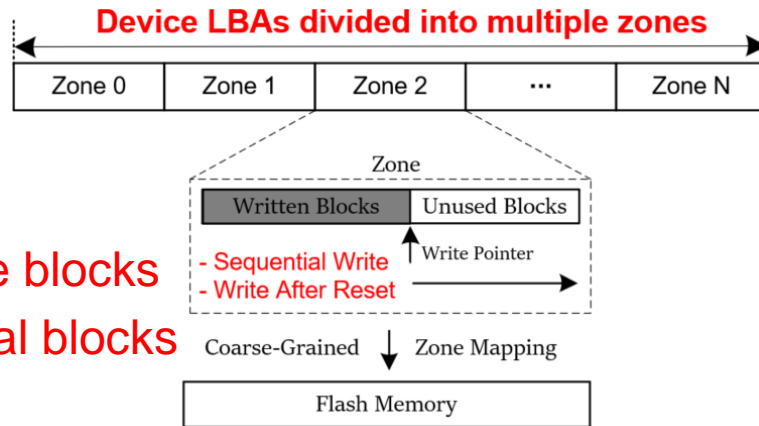 Device LBAs divided into multiple zones
Zone 0 Zone 1 Zone 2 ... Zone N
Zone
Written Blocks Unused Blocks
Write Pointer
- Sequential Write
- Write After Reset
e blocks
al blocks
Coarse-Grained Zone Mapping
Flash Memory